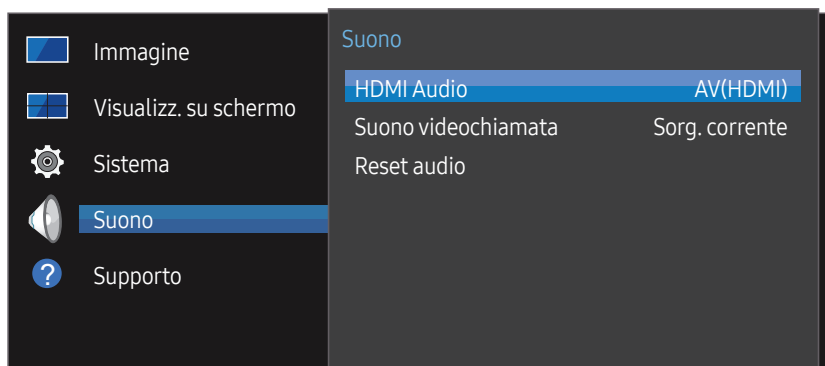 Immagine
Visualizz. su schermo
Sistema
Suono
? Supporto
Suono
HDMI Audio AV(HDMI)
Suono videochiamata Sorg. corrente
Reset audio